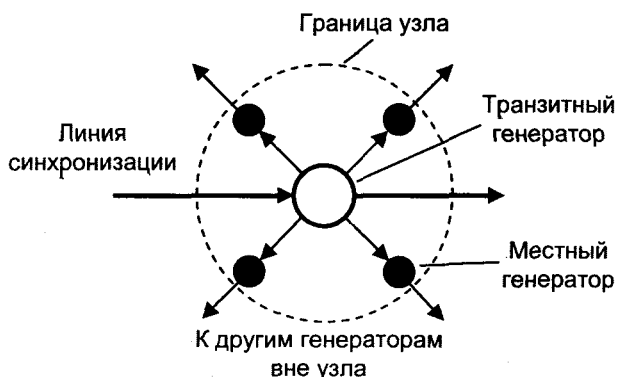 Граница узла
Транзитный
генератор
Линия
синхронизации
Местный
генератор
К другим генераторам
вне узла